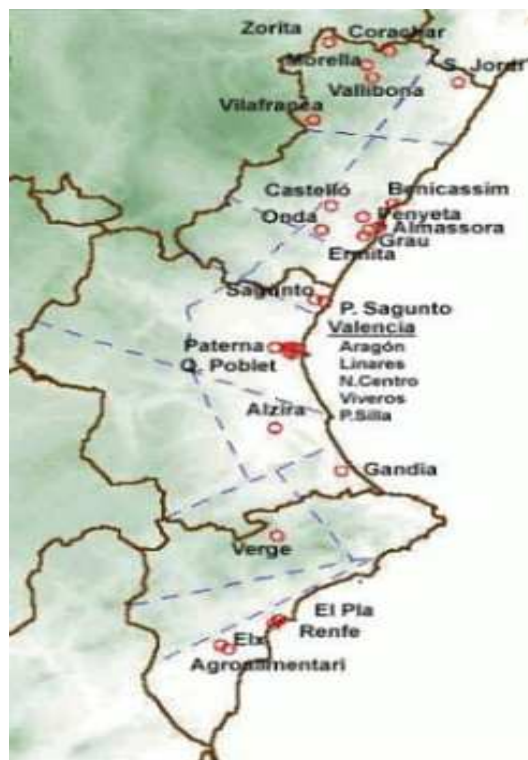 Zorita
Corachar
Morella
S. Jordi
Vallibona
Vilafranca
Castelló
Benicassim
Penyeta
Onda
Almassora
Grau
Ermita
Sagunto
P. Sagunto
Valencia
Paterna
Aragón
Q. Poblet
Linares
N.Centro
Viveros
P.Silla
Alzira
Gandia
Verge
El Pla
Renfe
Elx
Agroalimentari